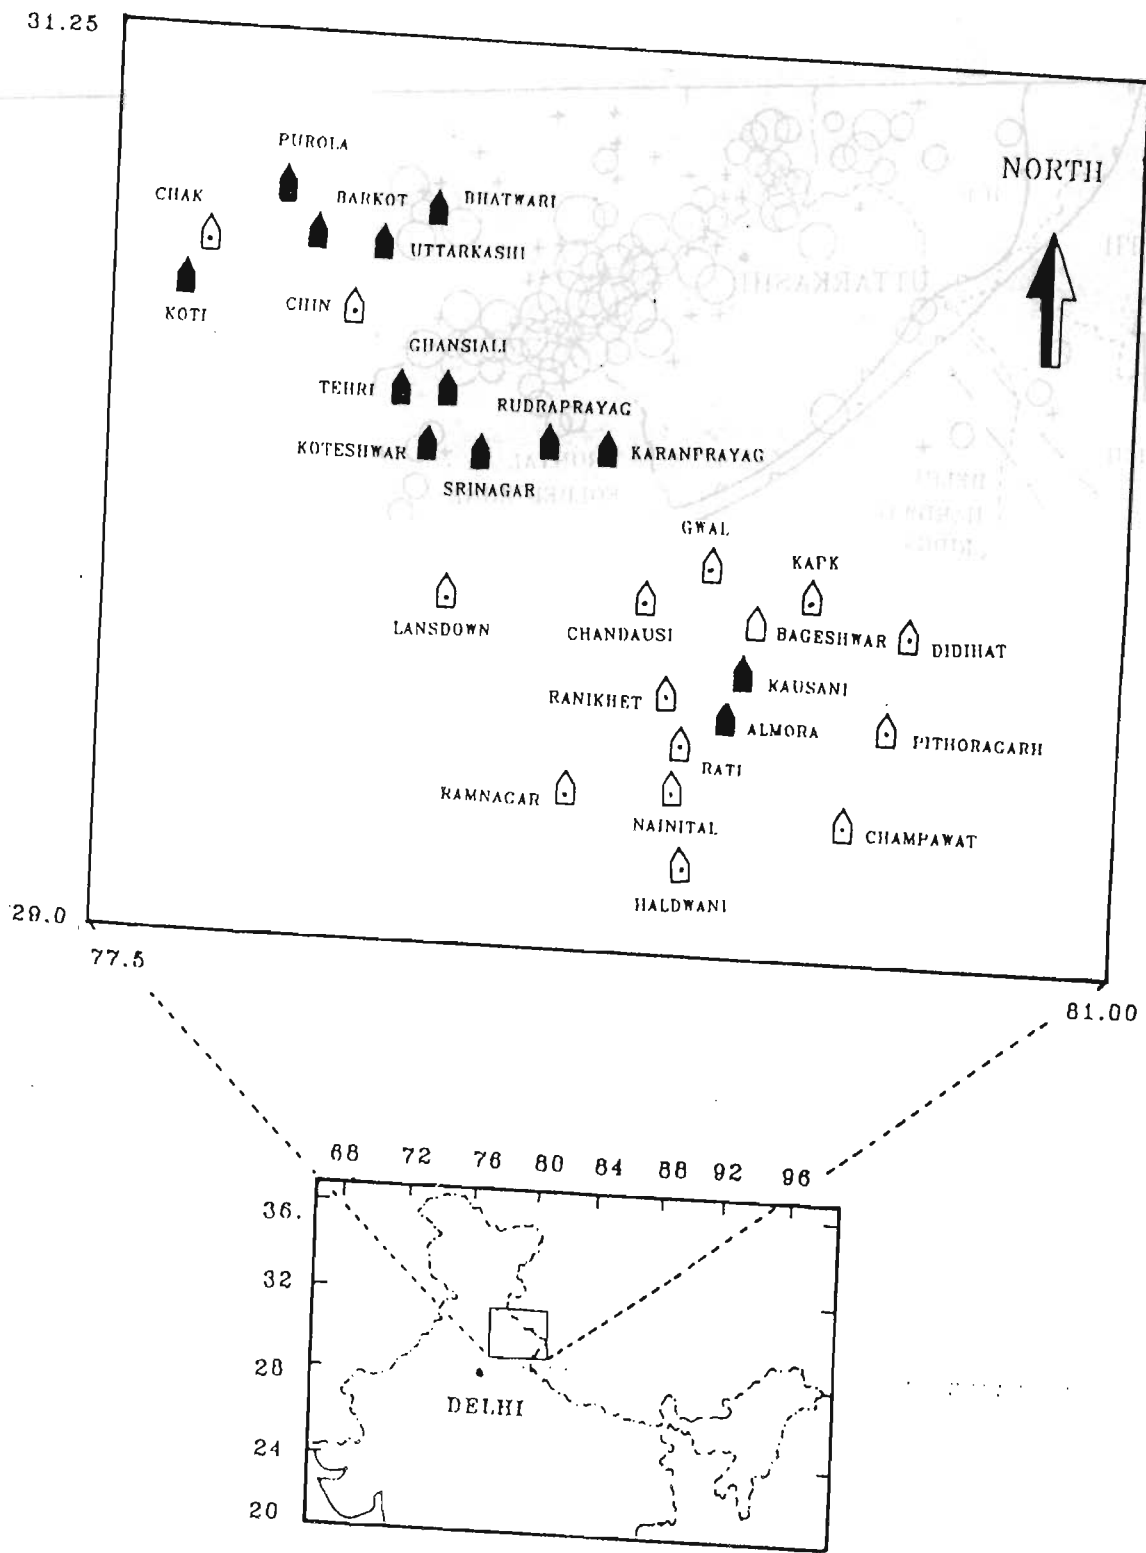 31.25
PUROLA
NORTH
CHAK
BARKOT
BHATWARI
UTTARKASHI
KOTI
CHIN
GHANSIALI
TEHRI
RUDRAPRAYAG
KOTESHWAR
KARANPRAYAG
SRINAGAR
GWAL
KAPK
LANSDOWN
CHANDAUSI
BAGESHWAR
DIDIHAT
KAUSANI
RANIKHET
ALMORA
PITHORAGARH
RATI
RAMNAGAR
NAINITAL
CHAMPAWAT
HALDWANI
29.0
77.5
81.00
68 72 76 80 84 88 92 96
36.
32
28
DELHI
24
20
UTTARKASHI